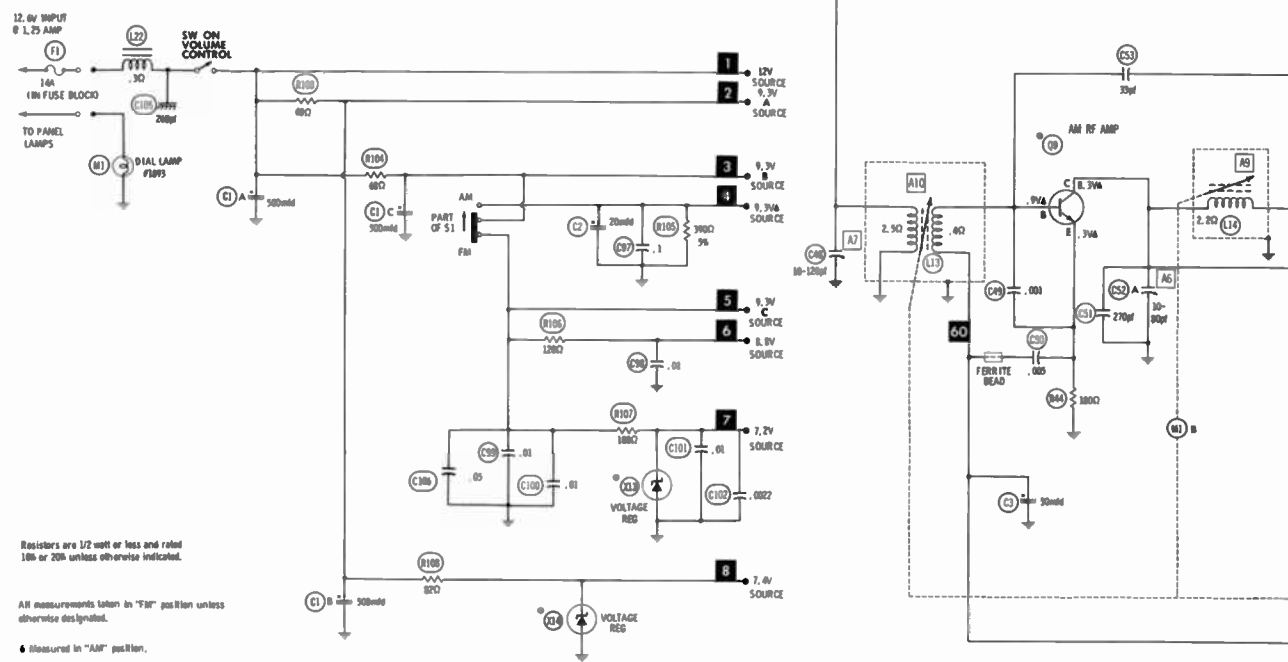 12.6V INPUT
@ 1.25 AMP
F1
14A
(IN FUSE BLOCK)
L22
.3Ω
SW ON
VOLUME
CONTROL
C105
TO PANEL
LAMPS
M1
DIAL LAMP
#1893
C1 A
500mfd
68Ω
1
12V
SOURCE
2
9.3V
A
SOURCE
R104
68Ω
C1 C
500mfd
3
9.3V
B
SOURCE
AM
PART
OF S1
FM
4
9.3V
SOURCE
C2
20mfd
C97
.1
R105
390Ω
5%
5
9.3V
C
SOURCE
R106
120Ω
6
8.8V
SOURCE
C98
.01
R107
180Ω
7
7.2V
SOURCE
C106
.05
C99
.01
C100
.01
X13
VOLTAGE
REG
C101
.01
C102
.0022
R108
82Ω
8
7.4V
SOURCE
C1 B
500mfd
X14
VOLTAGE
REG
Resistors are 1/2 watt or less and rated
10% or 20% unless otherwise indicated.
All measurements taken in "FM" position unless
otherwise designated.
Measured in "AM" position.
A7
10-120pf
A10
2.5Ω
L13
C53
33pf
AM RF AMP
Q9
C
8.3V
.9V
B
E
.3V
A9
2.2Ω
L14
C49
.001
C51
270pf
C52 A
A6
10-
80pf
60
FERRITE
BEAD
C50
.005
R44
180Ω
M2 B
C3